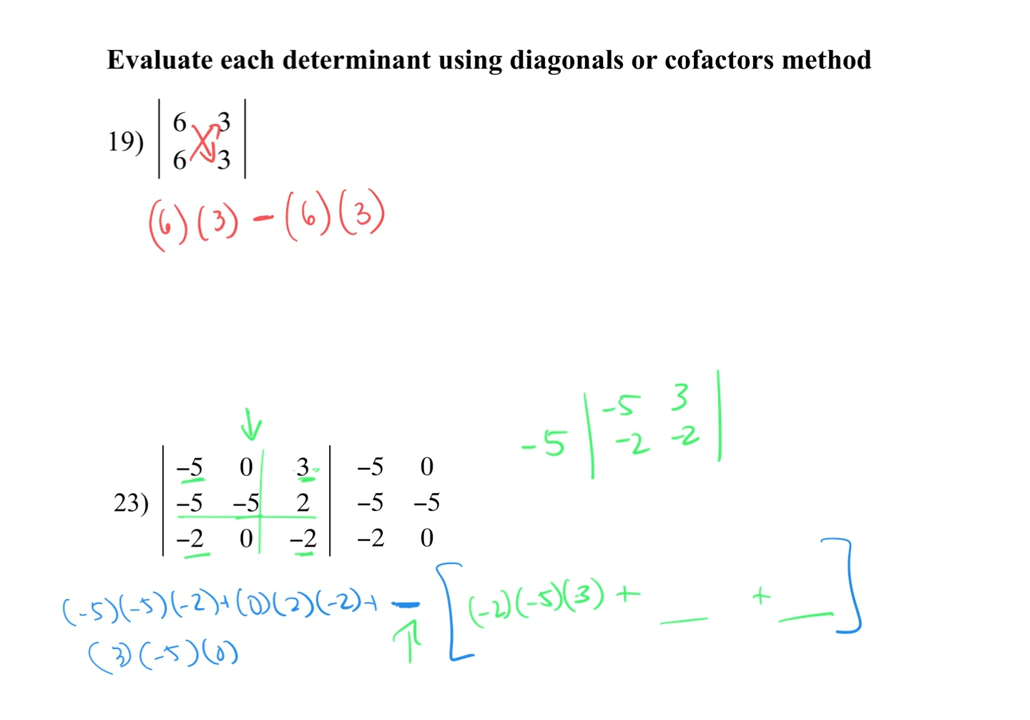 Evaluate each determinant using diagonals or cofactors method
19) | 6 3 |
| 6 3 |
(6)(3) - (6)(3)
-5 | -5 3 |
| -2 -2 |
| -5 0 3 | -5 0
23) | -5 -5 2 | -5 -5
| -2 0 -2 | -2 0
(-5)(-5)(-2)+(0)(2)(-2)+ - [(-2)(-5)(3) + __ + __]
(3)(-5)(0)